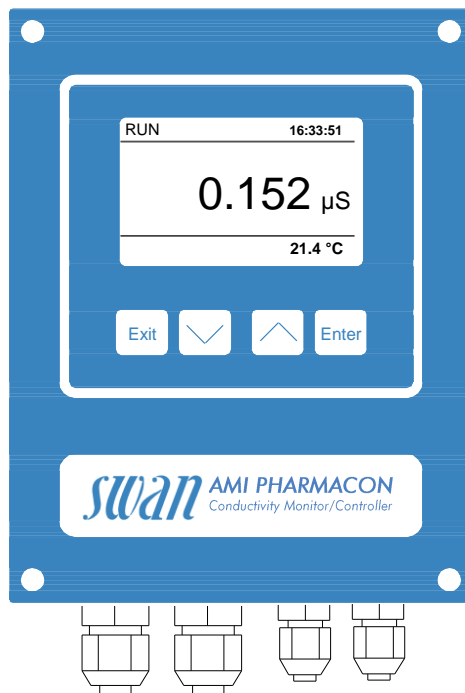 RUN 16:33:51
0.152 µS
21.4 °C
Exit Enter
swan AMI PHARMACON
Conductivity Monitor/Controller